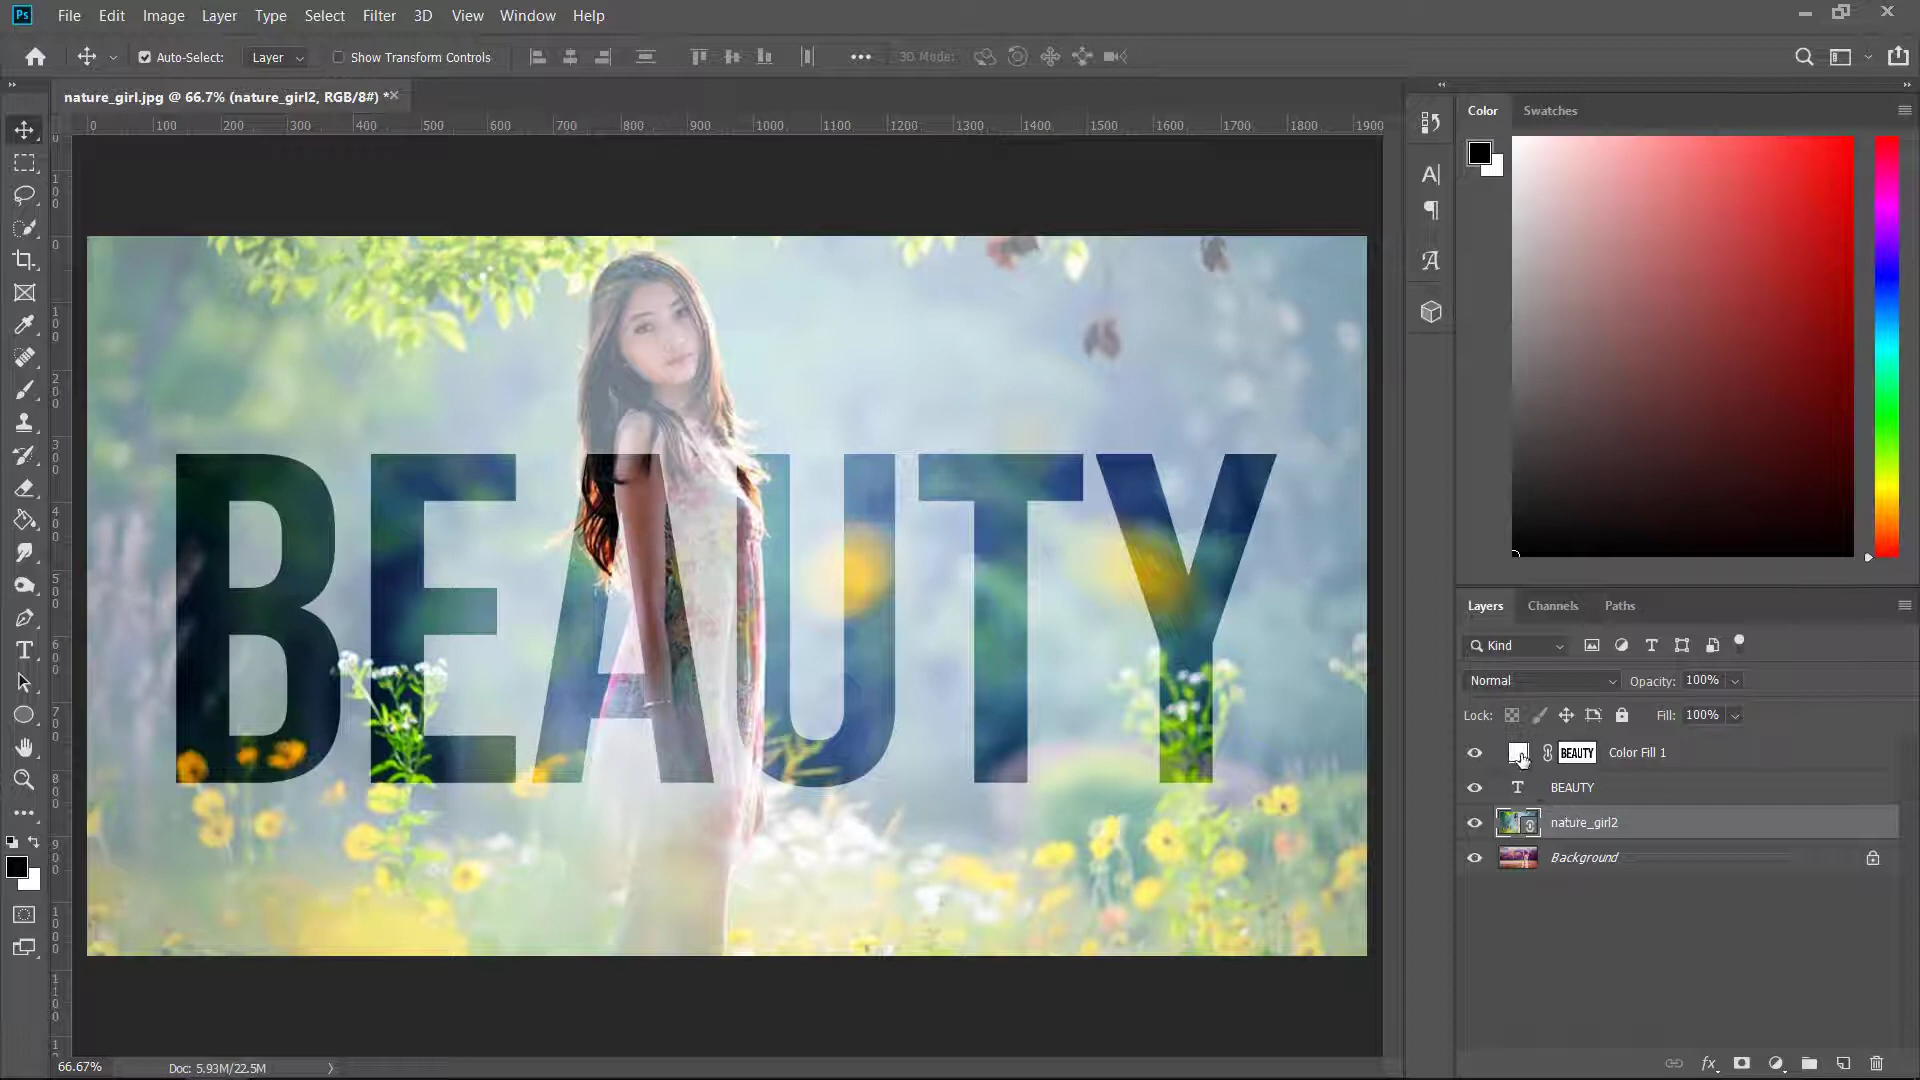 Ps File Edit Image Layer Type Select Filter 3D View Window Help
Auto-Select: Layer Show Transform Controls 3D Mode:
nature_girl.jpg @ 66.7% (nature_girl2, RGB/8#) *
0 100 200 300 400 500 600 700 800 900 1000 1100 1200 1300 1400 1500 1600 1700 1800 1900
Color Swatches
BEAUTY
Layers Channels Paths
Kind
Normal Opacity: 100%
Lock: Fill: 100%
BEAUTY Color Fill 1
T BEAUTY
nature_girl2
Background
fx
66.67% Doc: 5.93M/22.5M